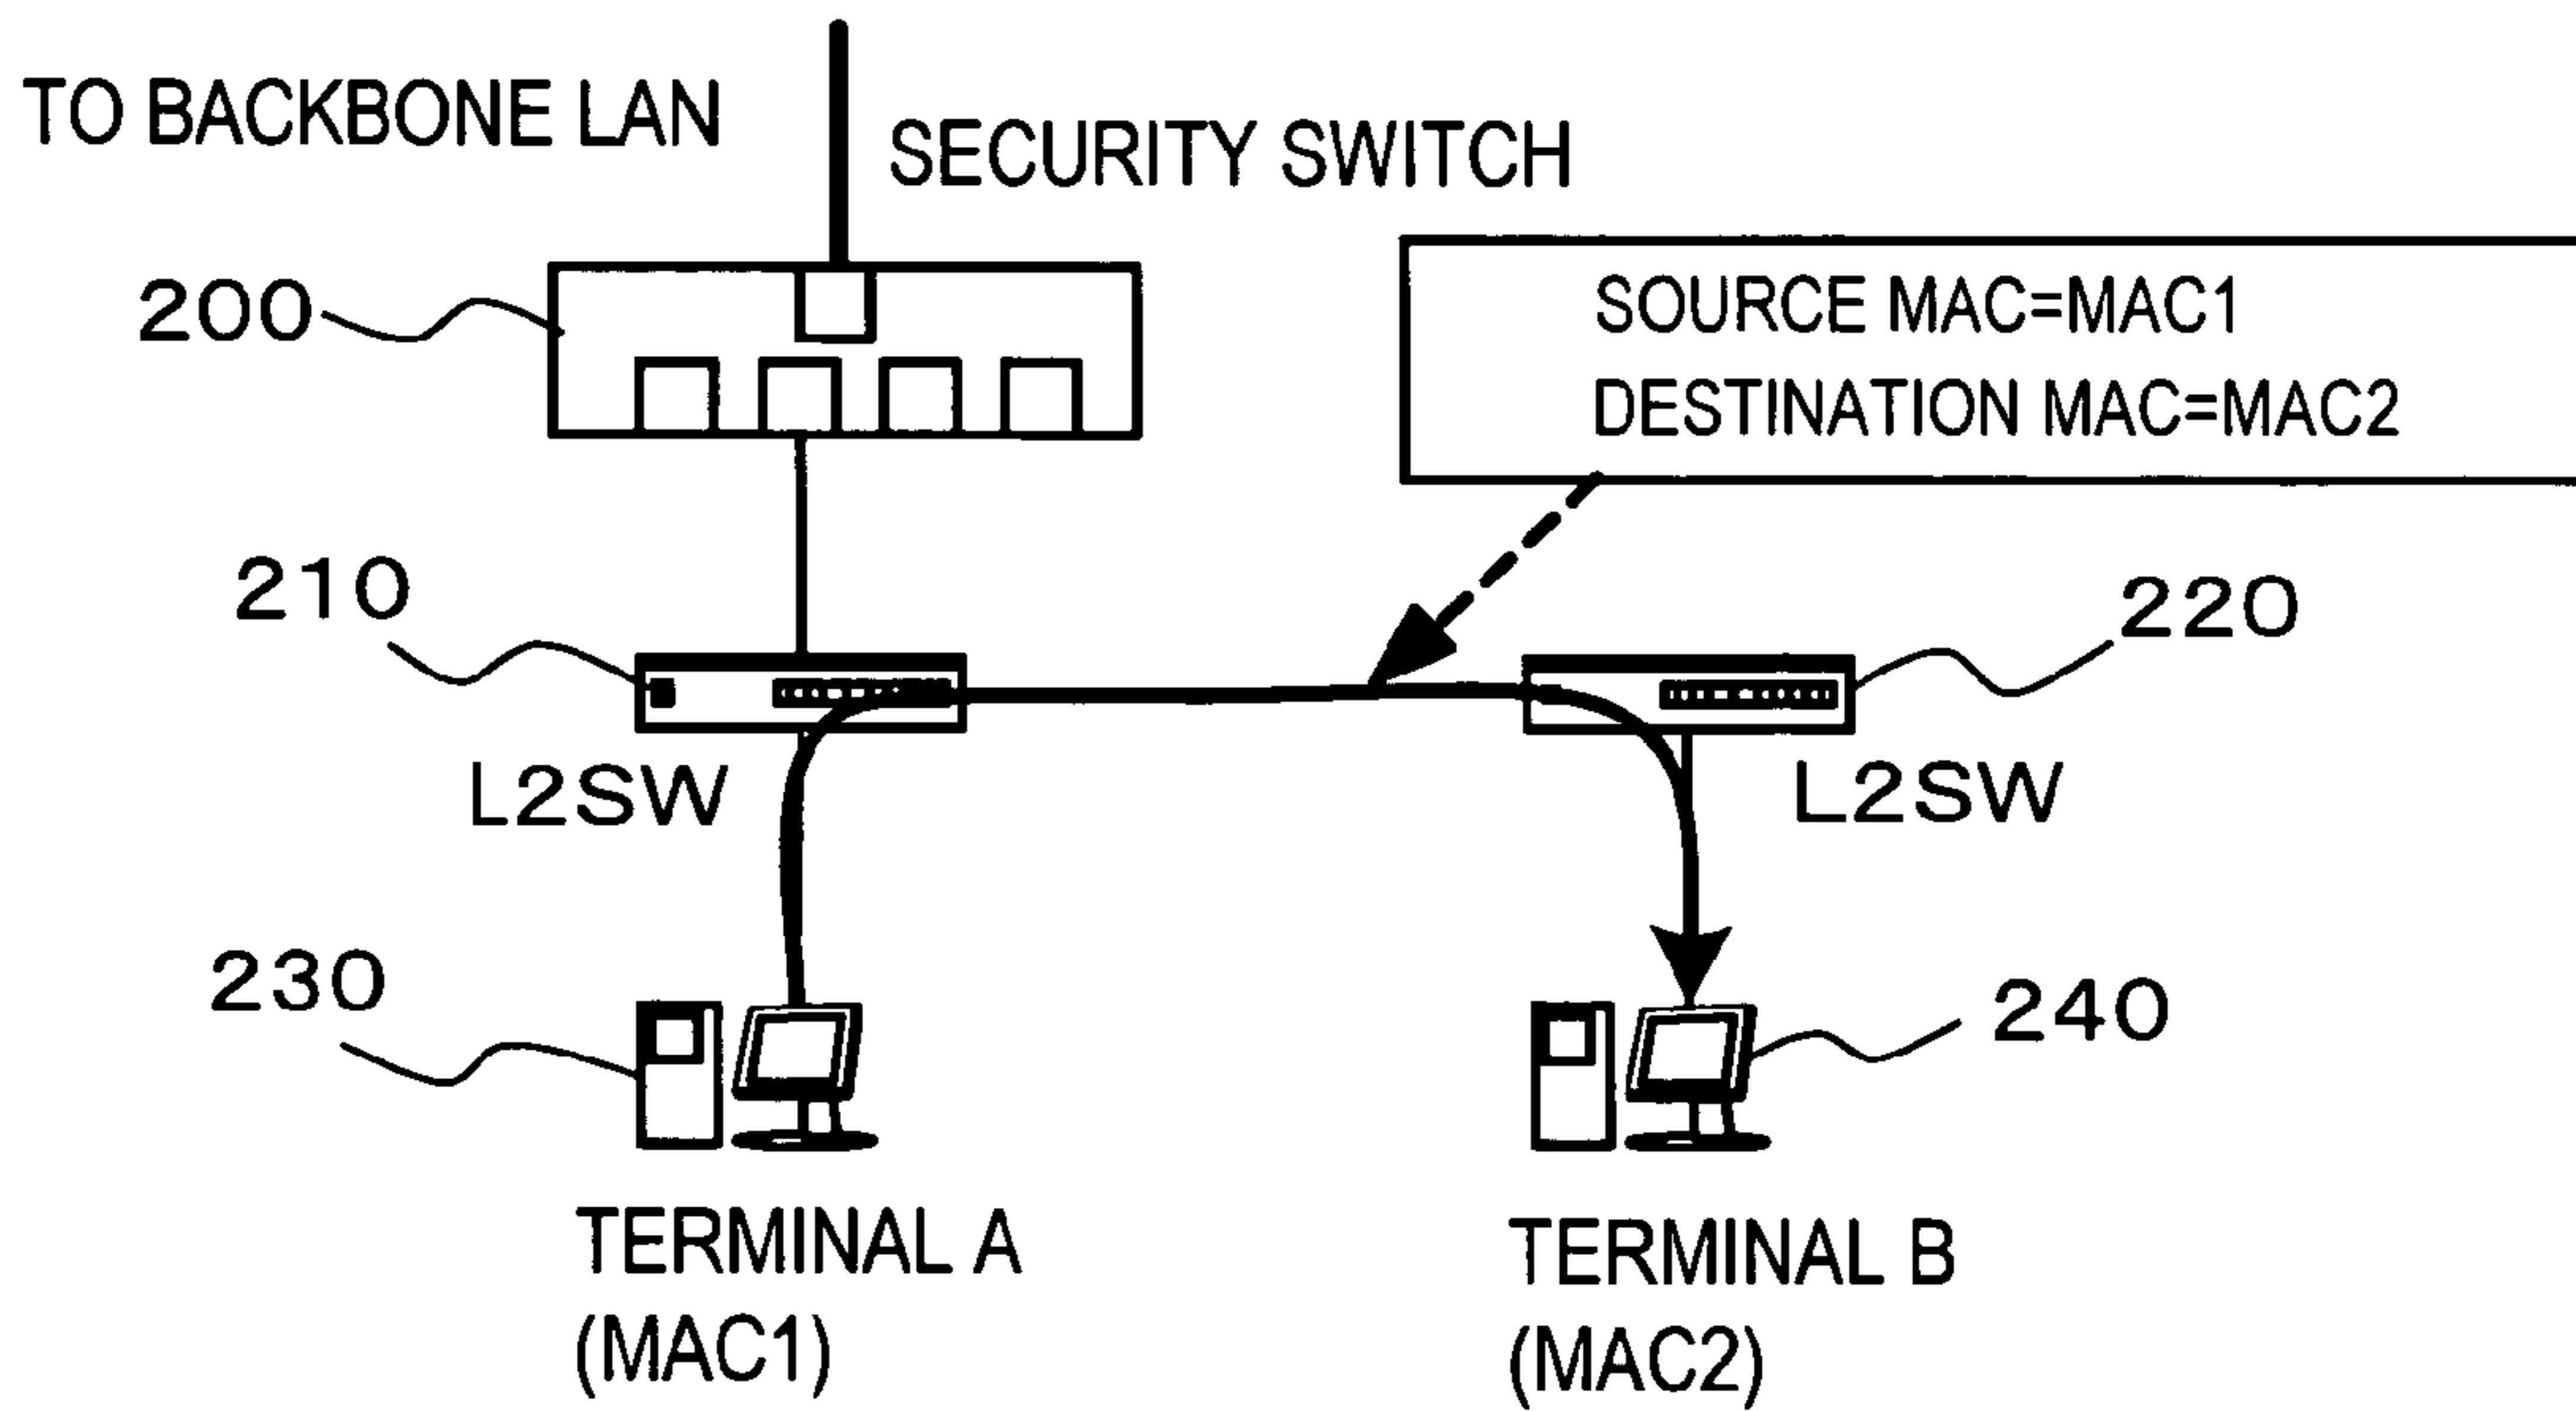 TO BACKBONE LAN
SECURITY SWITCH
200
SOURCE MAC=MAC1
DESTINATION MAC=MAC2
210
220
L2SW
L2SW
230
240
TERMINAL A
(MAC1)
TERMINAL B
(MAC2)